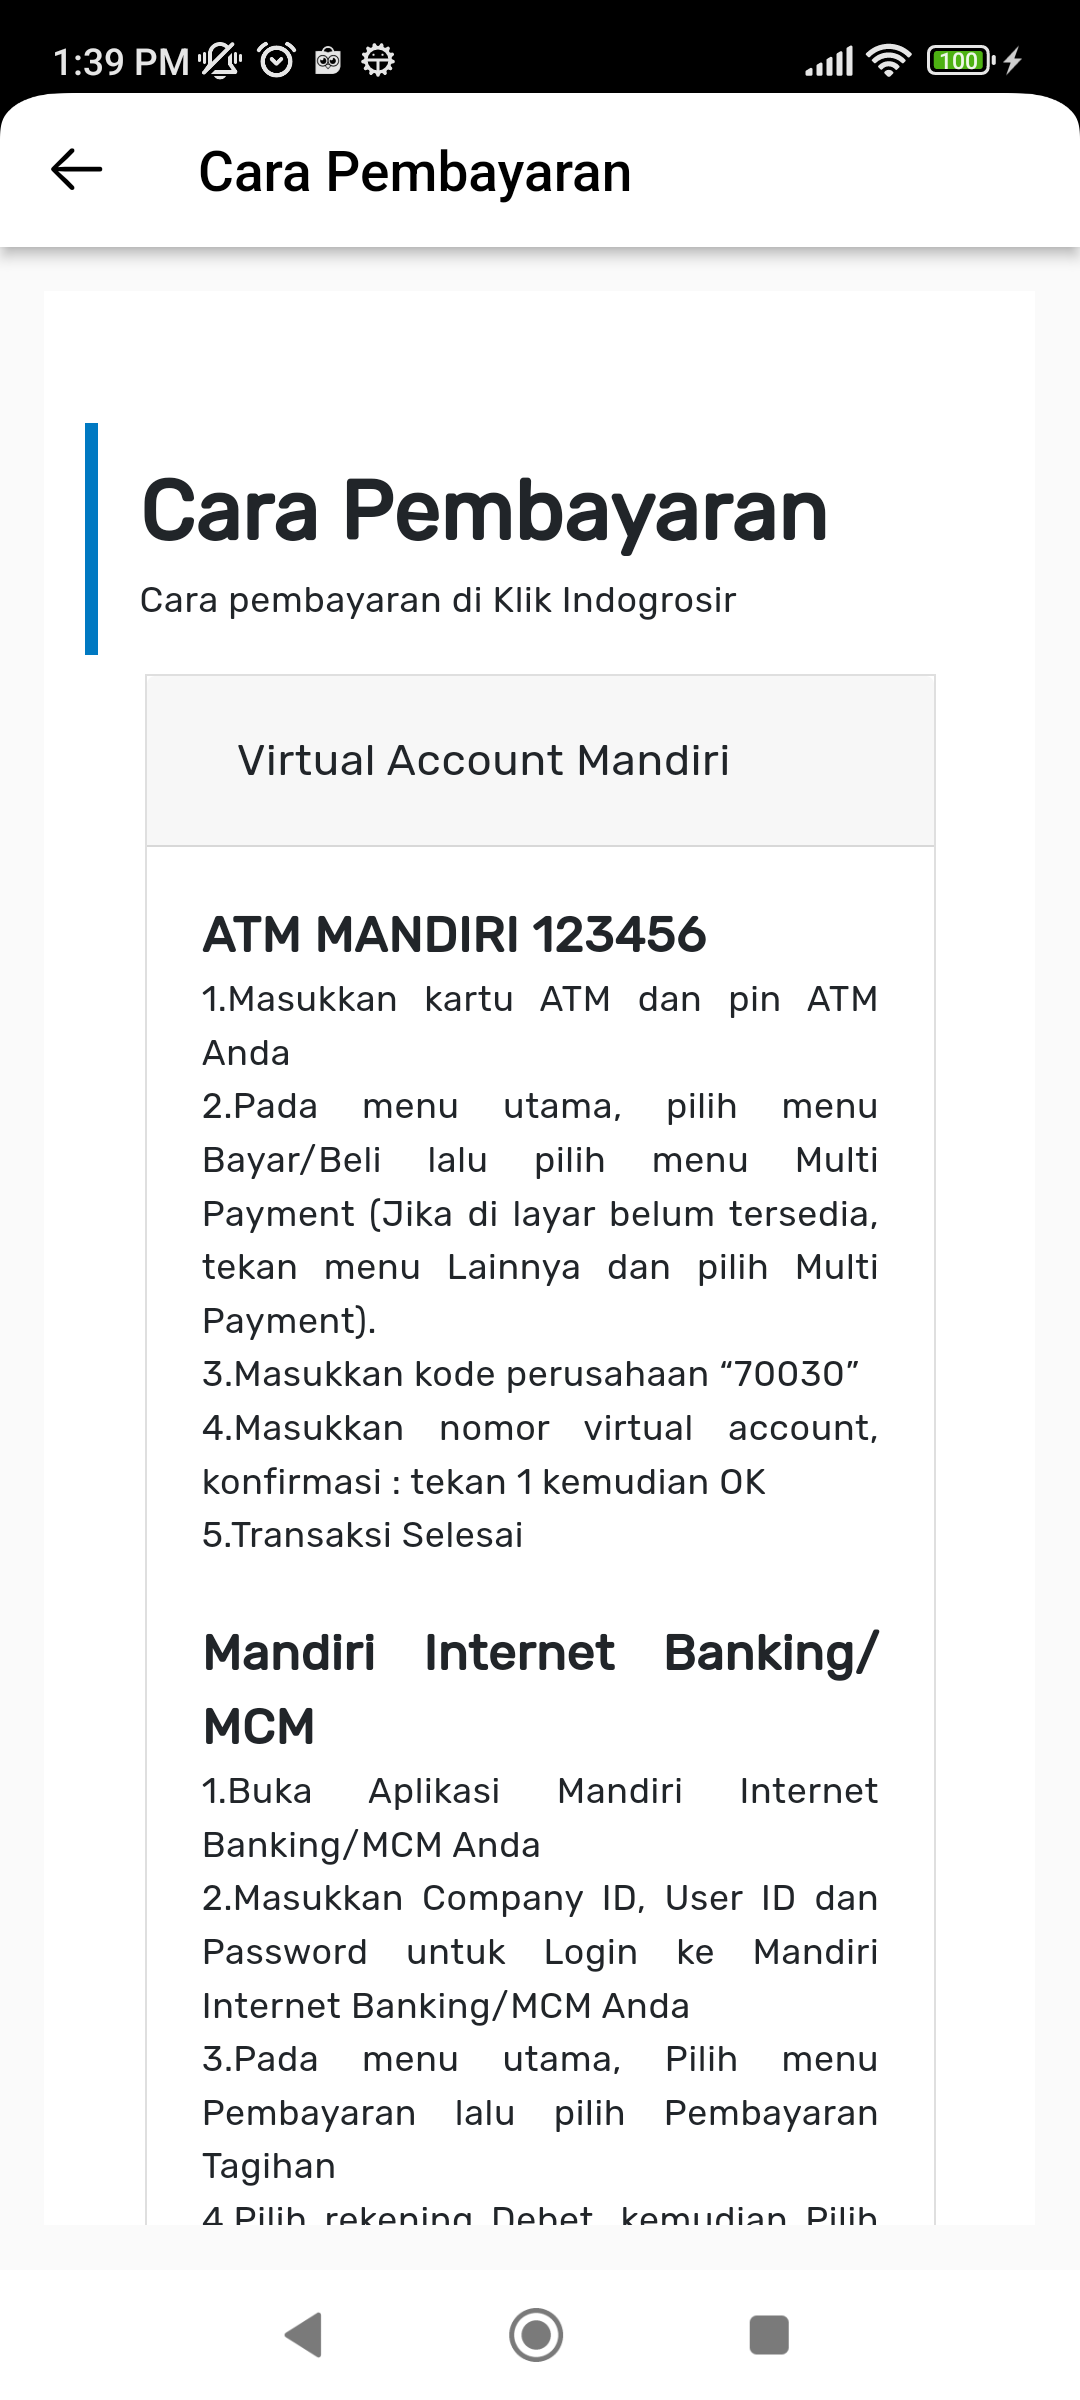 1:39 PM
100
Cara Pembayaran
Cara Pembayaran
Cara pembayaran di Klik Indogrosir
Virtual Account Mandiri
ATM MANDIRI 123456
1.Masukkan kartu ATM dan pin ATM
Anda
2.Pada menu utama, pilih menu
Bayar/Beli lalu pilih menu Multi
Payment (Jika di layar belum tersedia,
tekan menu Lainnya dan pilih Multi
Payment).
3.Masukkan kode perusahaan “70030”
4.Masukkan nomor virtual account,
konfirmasi : tekan 1 kemudian OK
5.Transaksi Selesai
Mandiri Internet Banking/
MCM
1.Buka Aplikasi Mandiri Internet
Banking/MCM Anda
2.Masukkan Company ID, User ID dan
Password untuk Login ke Mandiri
Internet Banking/MCM Anda
3.Pada menu utama, Pilih menu
Pembayaran lalu pilih Pembayaran
Tagihan
4.Pilih rekening Debet, kemudian Pilih